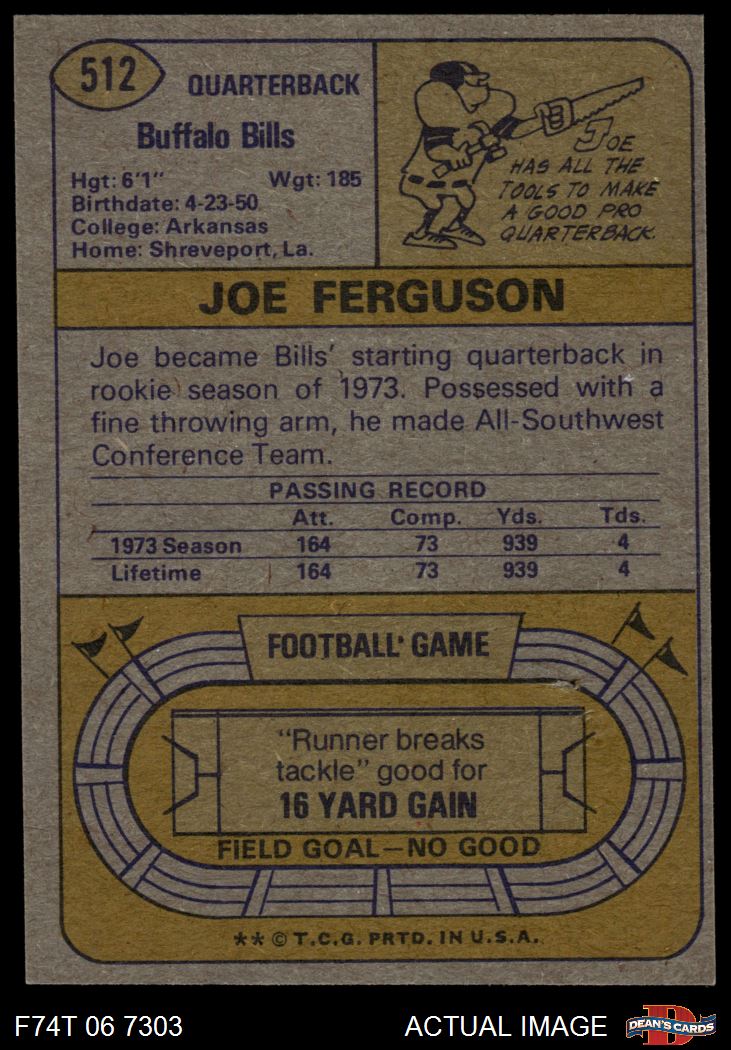 512
QUARTERBACK
Buffalo Bills
Hgt: 6'1" Wgt: 185
Birthdate: 4-23-50
College: Arkansas
Home: Shreveport, La.
JOE
HAS ALL THE
TOOLS TO MAKE
A GOOD PRO
QUARTERBACK.
JOE FERGUSON
Joe became Bills' starting quarterback in
rookie season of 1973. Possessed with a
fine throwing arm, he made All-Southwest
Conference Team.
PASSING RECORD
Att. Comp. Yds. Tds.
1973 Season 164 73 939 4
Lifetime 164 73 939 4
FOOTBALL GAME
"Runner breaks
tackle" good for
16 YARD GAIN
FIELD GOAL—NO GOOD
** © T.C.G. PRTD. IN U.S.A.
F74T 06 7303 ACTUAL IMAGE
D
DEAN'S CARDS